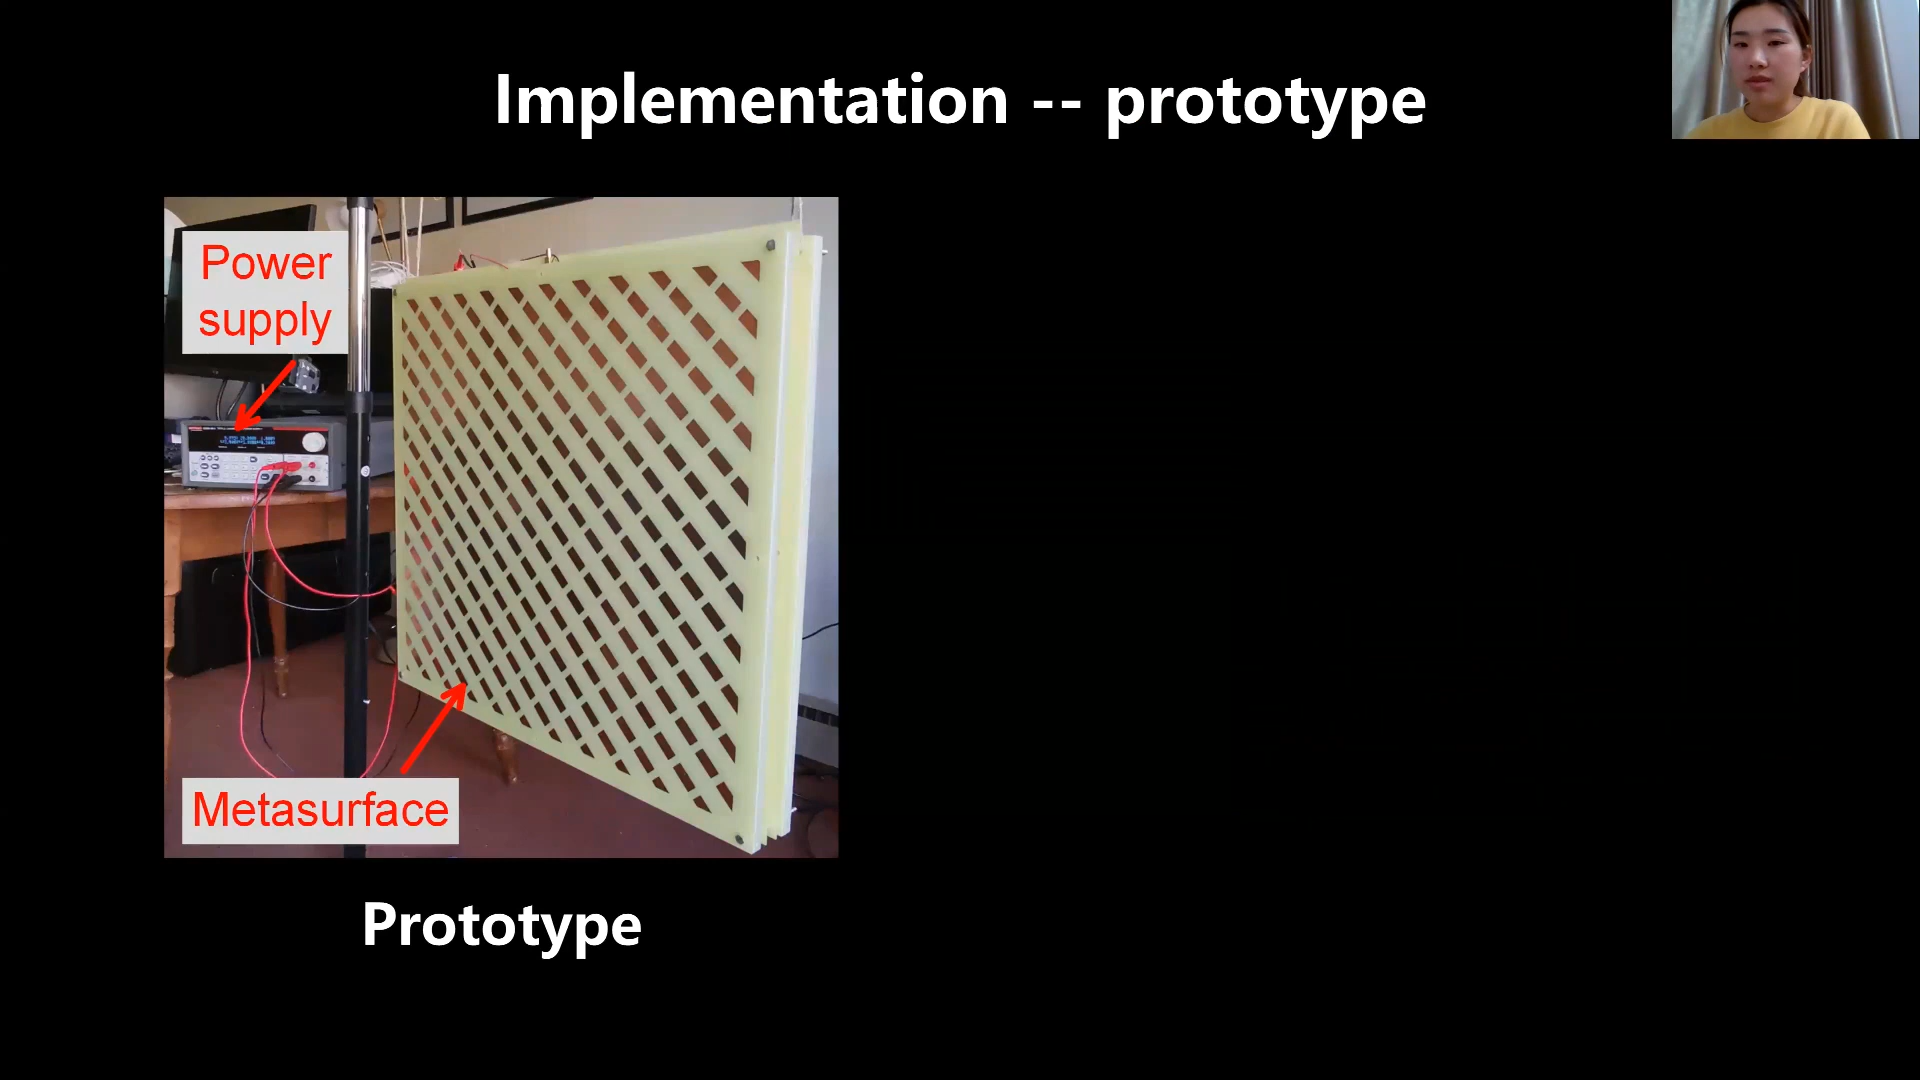 Implementation -- prototype
Power
supply
Metasurface
Prototype